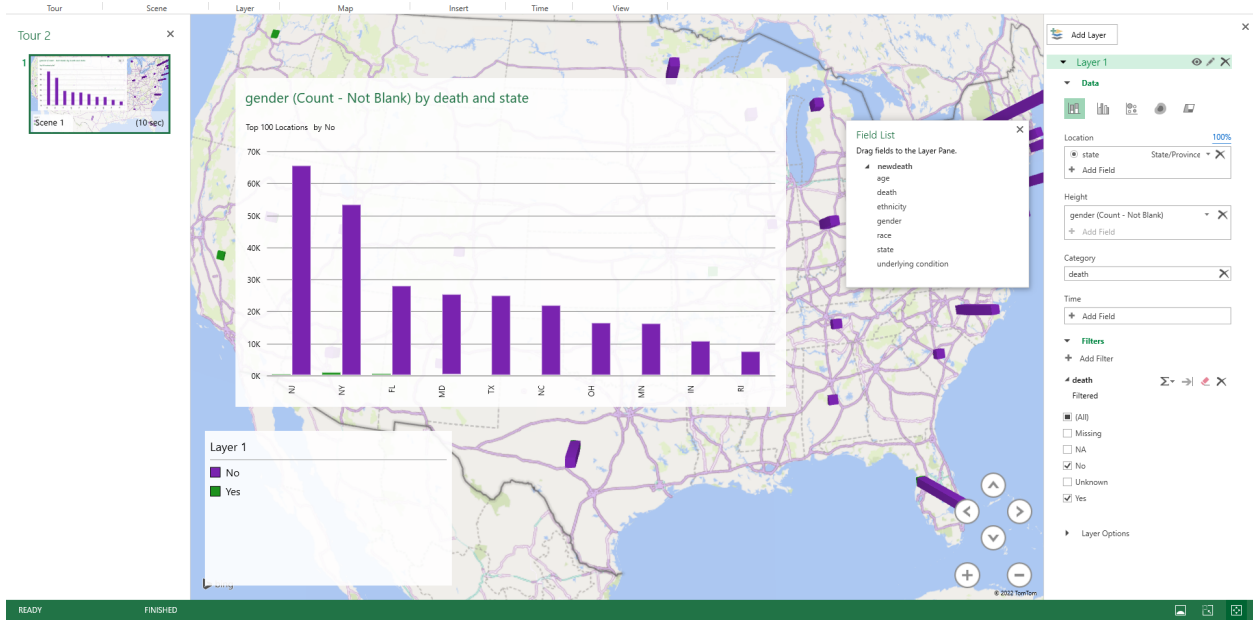 Tour Scene Layer Map Insert Time View
Tour 2
1
Scene 1 (10 sec)
gender (Count - Not Blank) by death and state
Top 100 Locations by No
70K
60K
50K
40K
30K
20K
10K
0K
NJ NY FL MD TX NC OH MN IN RI
Layer 1
No
Yes
Field List
Drag fields to the Layer Pane.
newdeath
age
death
ethnicity
gender
race
state
underlying condition
© 2022 TomTom
Add Layer
Layer 1
Data
Location 100%
state State/Province
Add Field
Height
gender (Count - Not Blank)
Add Field
Category
death
Time
Add Field
Filters
Add Filter
death
Filtered
(All)
Missing
NA
No
Unknown
Yes
Layer Options
READY FINISHED